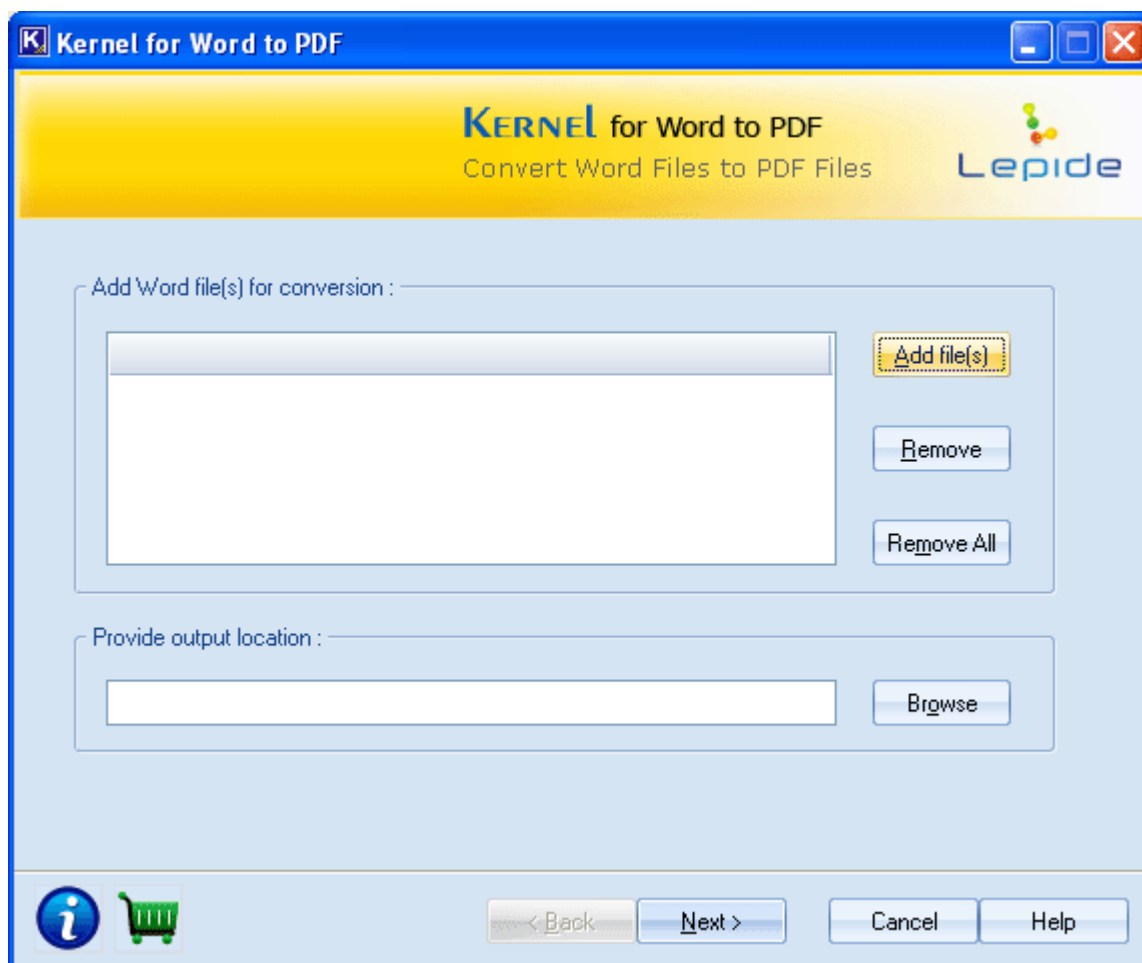 K Kernel for Word to PDF
KERNEL for Word to PDF
Convert Word Files to PDF Files
Lepide
Add Word file(s) for conversion :
Add file(s)
Remove
Remove All
Provide output location :
Browse
i
< Back Next > Cancel Help